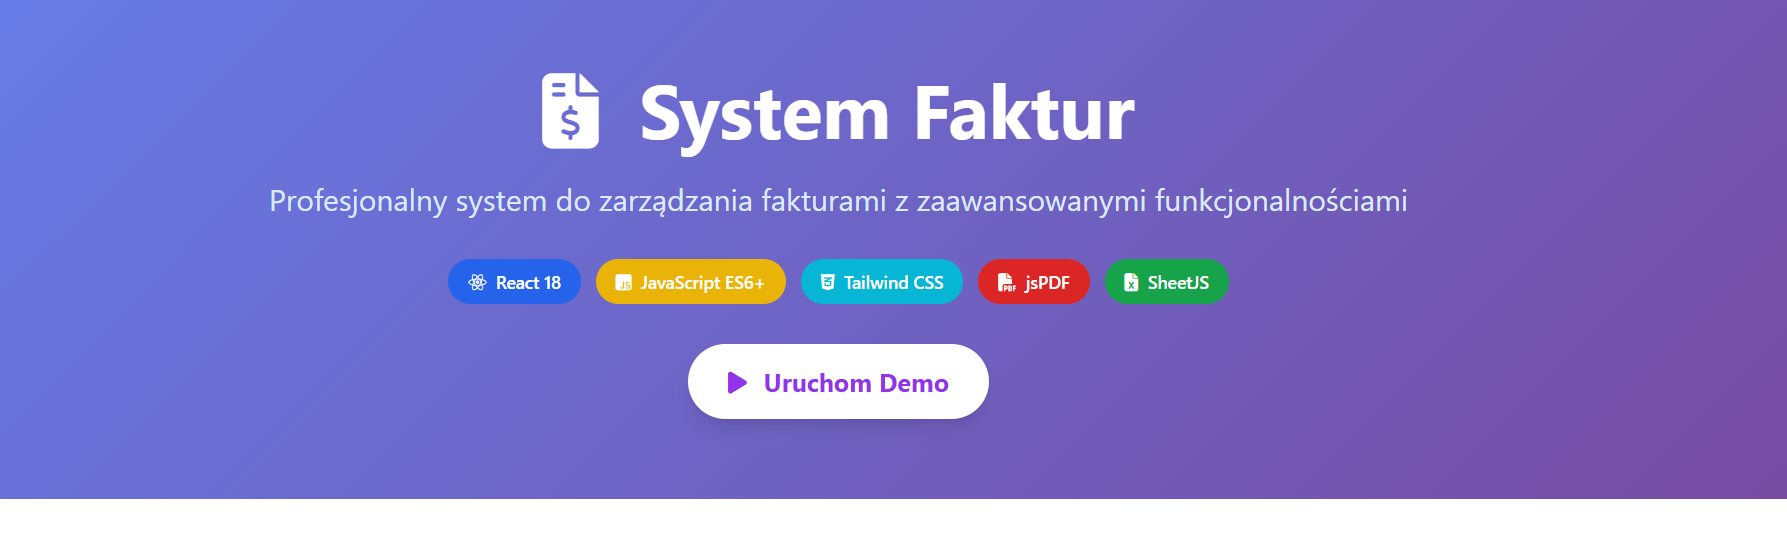 System Faktur
Profesjonalny system do zarządzania fakturami z zaawansowanymi funkcjonalnościami
React 18 JavaScript ES6+ Tailwind CSS jsPDF SheetJS
Uruchom Demo